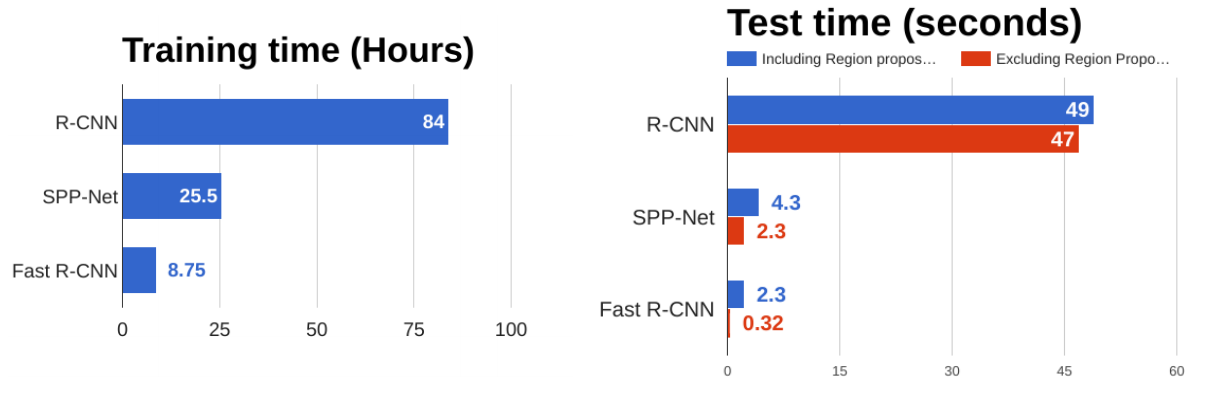 Training time (Hours)
R-CNN 84
SPP-Net 25.5
Fast R-CNN 8.75
0 25 50 75 100
Test time (seconds)
Including Region propos… Excluding Region Propo…
R-CNN 49
47
SPP-Net 4.3
2.3
Fast R-CNN 2.3
0.32
0 15 30 45 60